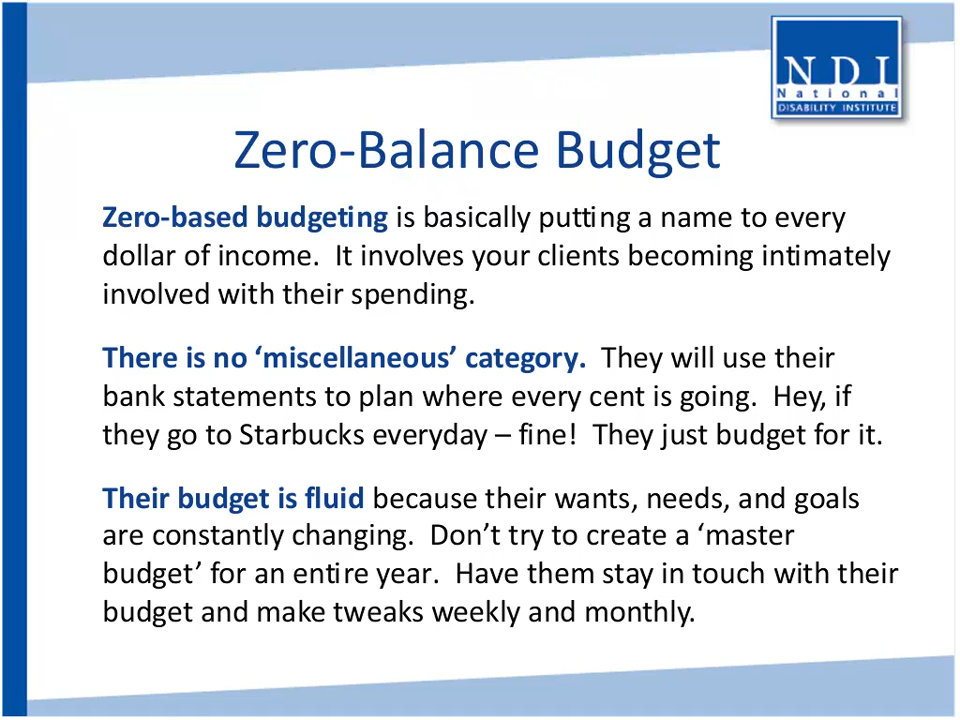 NDI
National
DISABILITY INSTITUTE
Zero-Balance Budget
Zero-based budgeting is basically putting a name to every
dollar of income.  It involves your clients becoming intimately
involved with their spending.
There is no ‘miscellaneous’ category.  They will use their
bank statements to plan where every cent is going.  Hey, if
they go to Starbucks everyday – fine!  They just budget for it.
Their budget is fluid because their wants, needs, and goals
are constantly changing.  Don’t try to create a ‘master
budget’ for an entire year.  Have them stay in touch with their
budget and make tweaks weekly and monthly.